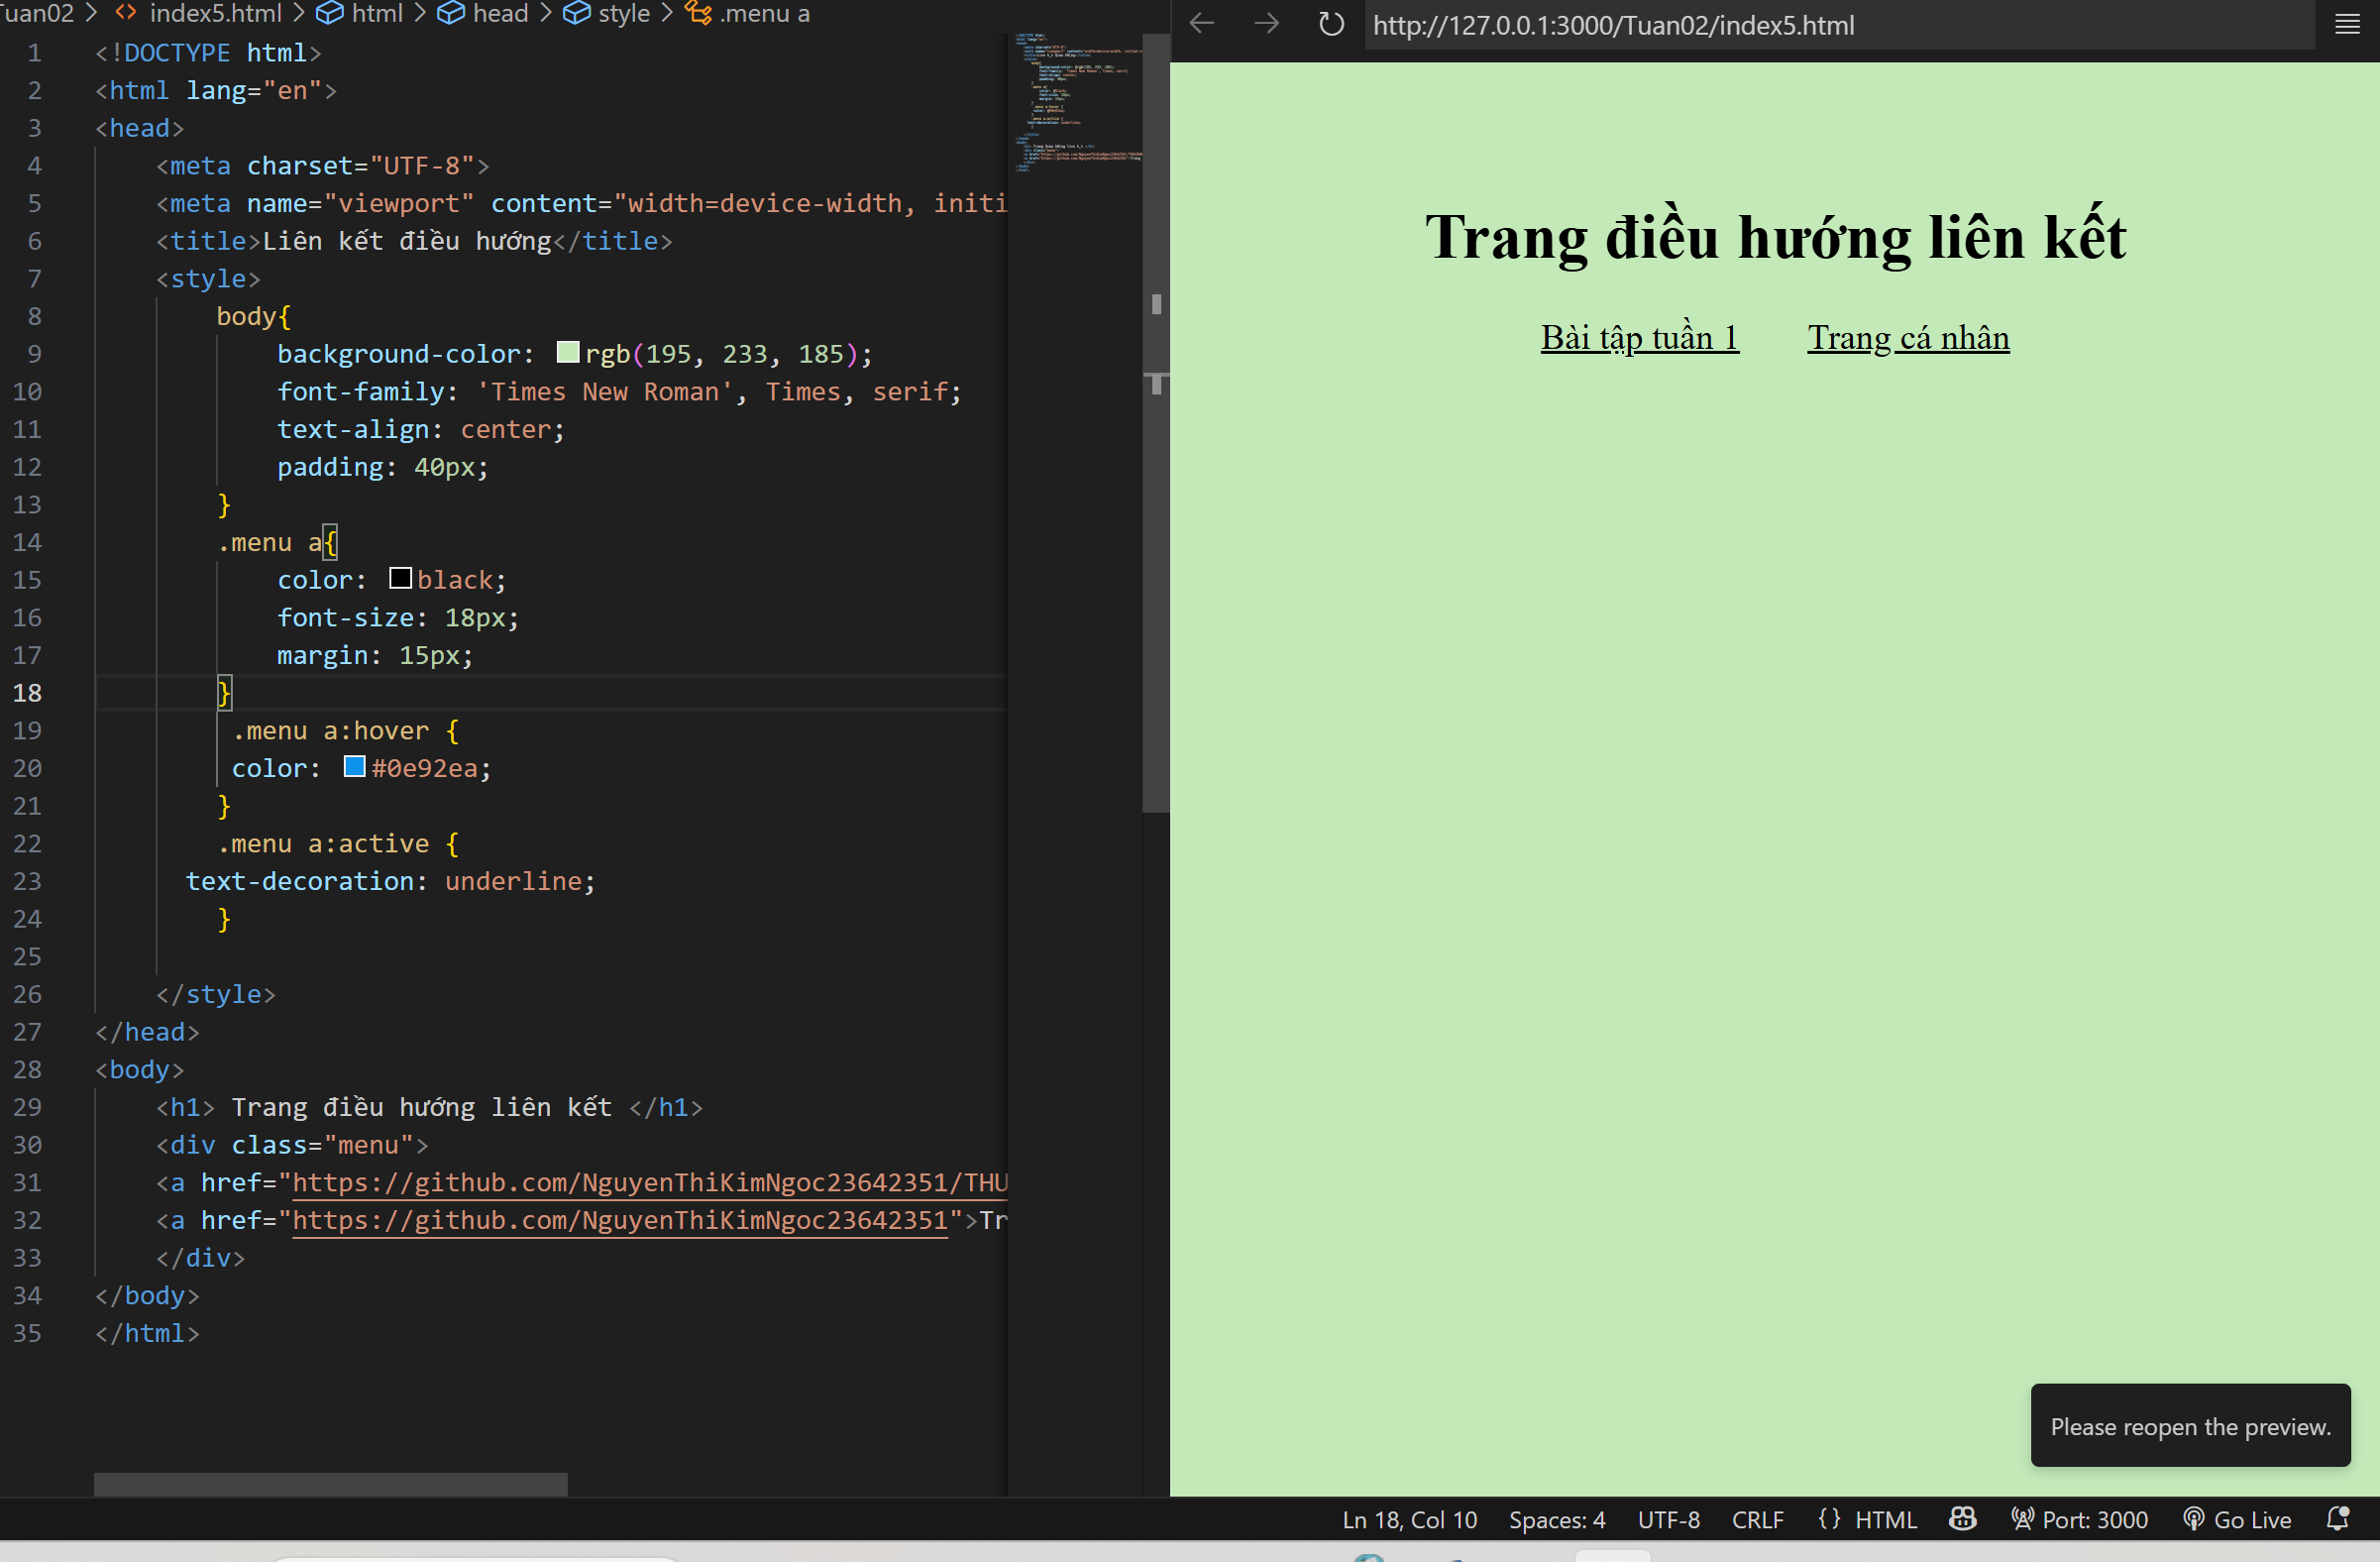 Tuan02 > index5.html > html > head > style > .menu a
1 <!DOCTYPE html>
2 <html lang="en">
3 <head>
4 <meta charset="UTF-8">
5 <meta name="viewport" content="width=device-width, initi
6 <title>Liên kết điều hướng</title>
7 <style>
8 body{
9 background-color: rgb(195, 233, 185);
10 font-family: 'Times New Roman', Times, serif;
11 text-align: center;
12 padding: 40px;
13 }
14 .menu a{
15 color: black;
16 font-size: 18px;
17 margin: 15px;
18 }
19 .menu a:hover {
20 color: #0e92ea;
21 }
22 .menu a:active {
23 text-decoration: underline;
24 }
25
26 </style>
27 </head>
28 <body>
29 <h1> Trang điều hướng liên kết </h1>
30 <div class="menu">
31 <a href="https://github.com/NguyenThiKimNgoc23642351/THU
32 <a href="https://github.com/NguyenThiKimNgoc23642351">Tr
33 </div>
34 </body>
35 </html>
http://127.0.0.1:3000/Tuan02/index5.html
Trang điều hướng liên kết
Bài tập tuần 1 Trang cá nhân
Please reopen the preview.
Ln 18, Col 10 Spaces: 4 UTF-8 CRLF {} HTML Port: 3000 Go Live